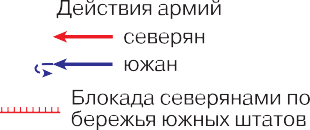 Действия армий
северян
южан
Блокада северянами по
бережья южных штатов